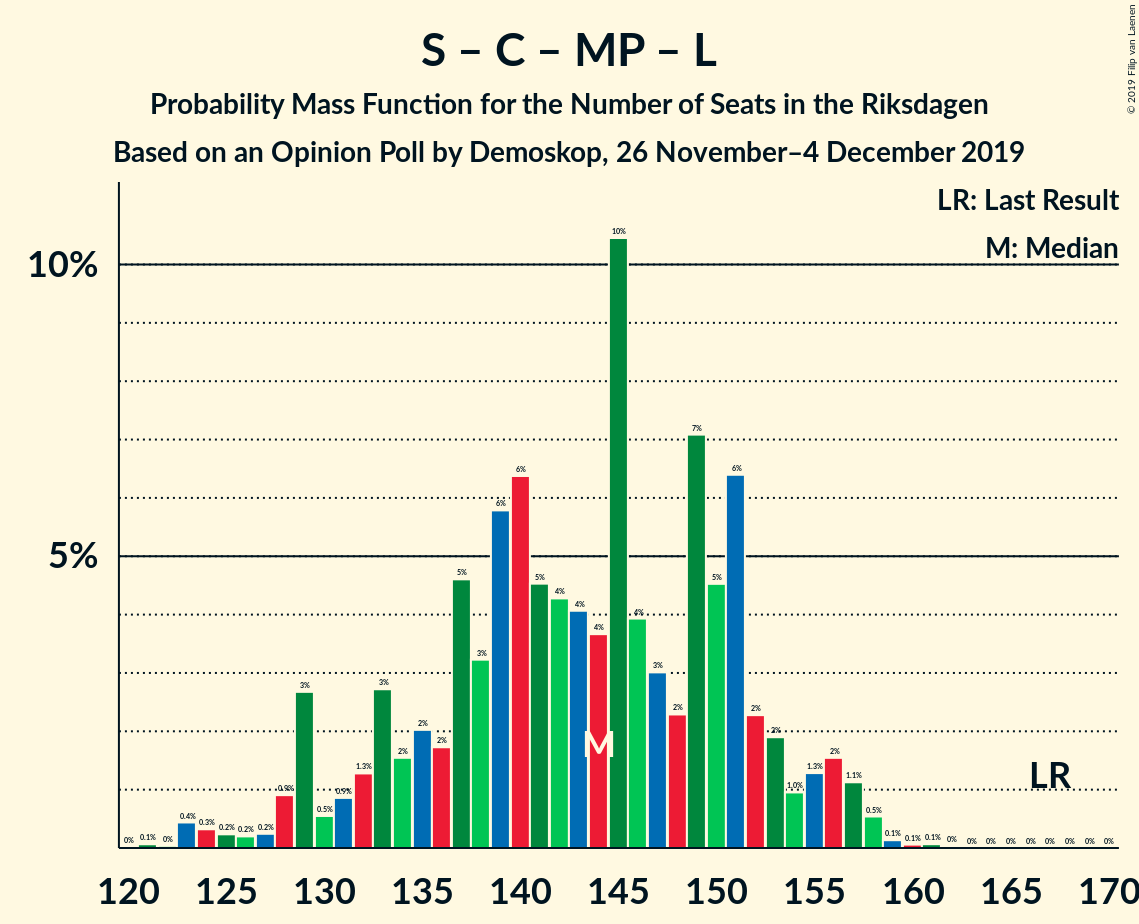 S – C – MP – L
Probability Mass Function for the Number of Seats in the Riksdagen
Based on an Opinion Poll by Demoskop, 26 November–4 December 2019
© 2019 Filip van Laenen
LR: Last Result
M: Median
10%
5%
0% 0.1% 0% 0.4% 0.3% 0.2% 0.2% 0.2% 0.9% 3% 0.5% 0.9% 1.3% 3% 2% 2% 2% 5% 3% 6% 6% 5% 4% 4% 4% 10% 4% 3% 2% 7% 5% 6% 2% 2% 1.0% 1.3% 2% 1.1% 0.5% 0.1% 0.1% 0.1% 0% 0% 0% 0% 0% 0% 0% 0% 0%
M
LR
120 125 130 135 140 145 150 155 160 165 170